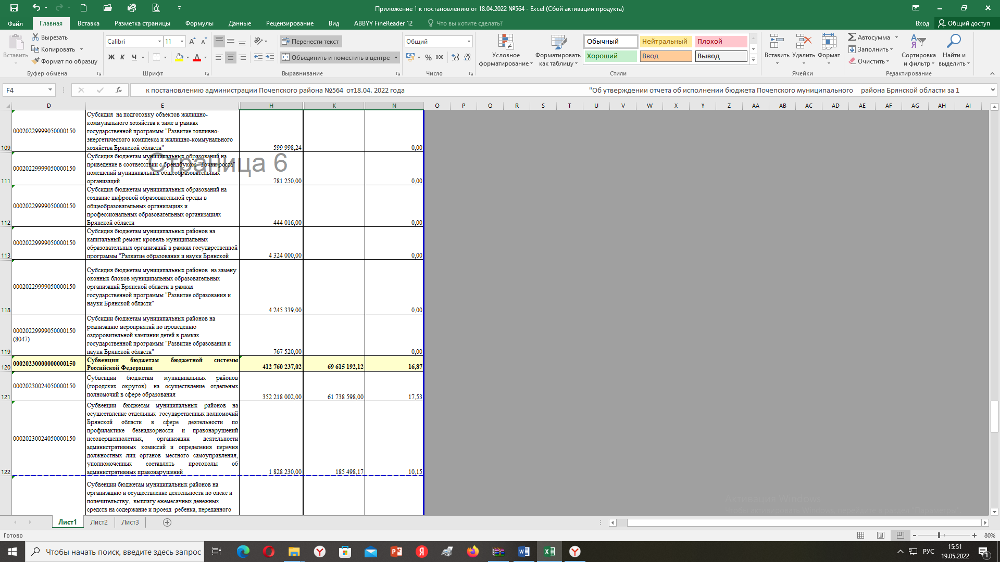 Приложение 1 к постановлению от 18.04.2022 №564 - Excel (Сбой активации продукта)
Файл Главная Вставка Разметка страницы Формулы Данные Рецензирование Вид ABBYY FineReader 12 Что вы хотите сделать? Вход Общий доступ
Вставить
Вырезать
Копировать
Формат по образцу
Буфер обмена
Calibri 11
Ж К Ч
Шрифт
Перенести текст
Объединить и поместить в центре
Выравнивание
Общий
% 000
Число
Условное форматирование
Форматировать как таблицу
Обычный Нейтральный Плохой
Хороший Ввод Вывод
Стили
Вставить Удалить Формат
Ячейки
Автосумма
Заполнить
Очистить
Сортировка и фильтр
Найти и выделить
Редактирование
F4 fx к постановлению администрации Почепского района №564 от18.04. 2022 года "Об утверждении отчета об исполнении бюджета Почепского муниципального района Брянской области за 1
D E H K N O P Q R S T U V W X Y Z AA AB AC AD AE AF AG AH AI
Страница 6
109 00020229999050000150
Субсидия на подготовку объектов жилищно-
коммунального хозяйства к зиме в рамках
государственной программы "Развитие топливно-
энергетического комплекса и жилищно-коммунального
хозяйства Брянской области"
599 998,24 0,00
111 00020229999050000150
Субсидия бюджетам муниципальных образований на
приведение в соответствии с брендбуком "Точки роста"
помещений муниципальных общеобразовательных
организаций
781 250,00 0,00
112 00020229999050000150
Субсидия бюджетам муниципальных образований на
создание цифровой образовательной среды в
общеобразовательных организациях и
профессиональных образовательных организациях
Брянской области
444 016,00 0,00
113 00020229999050000150
Субсидия бюджетам муниципальных районов на
капитальный ремонт кровель муниципальных
образовательных организаций в рамках государственной
программы "Развитие образования и науки Брянской
4 324 000,00 0,00
118 00020229999050000150
Субсидия бюджетам муниципальных районов на замену
оконных блоков муниципальных образовательных
организаций Брянской области в рамках
государственной программы "Развитие образования и
науки Брянской области"
4 245 339,00 0,00
119 00020229999050000150
(8047)
Субсидии бюджетам муниципальных районов на
реализацию мероприятий по проведению
оздоровительной кампании детей в рамках
государственной программы "Развитие образования и
науки Брянской области"
767 520,00 0,00
120 00020230000000000150
Субвенции бюджетам бюджетной системы
Российской Федерации
412 760 237,02 69 615 192,12 16,87
121 00020230024050000150
Субвенции бюджетам муниципальных районов
(городских округов) на осуществление отдельных
полномочий в сфере образования
352 218 002,00 61 738 598,00 17,53
122 00020230024050000150
Субвенции бюджетам муниципальных районов на
осуществление отдельных государственных полномочий
Брянской области в сфере деятельности по
профилактике безнадзорности и правонарушений
несовершеннолетних, организации деятельности
административных комиссий и определения перечня
должностных лиц органов местного самоуправления,
уполномоченных составлять протоколы об
административных правонарушений
1 828 230,00 185 498,17 10,15
Субвенции бюджетам муниципальных районов на
организацию и осуществление деятельности по опеке и
попечительству, выплату ежемесячных денежных
средств на содержание и проезд ребенка, переданного
Активация Windows
Лист1 Лист2 Лист3
Готово 80%
Чтобы начать поиск, введите здесь запрос
РУС
15:51
19.05.2022
1